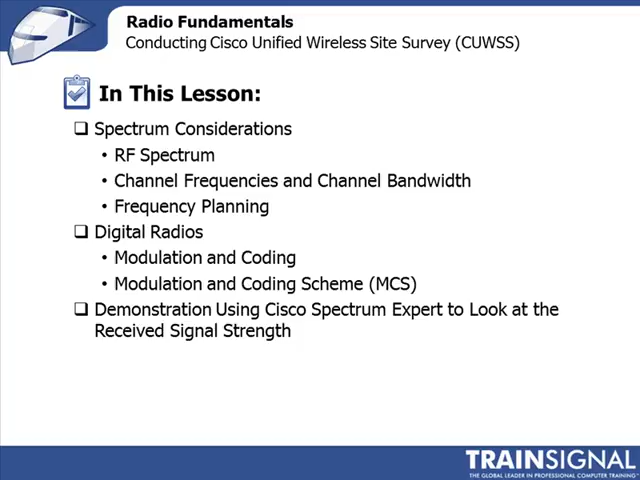 Radio Fundamentals
Conducting Cisco Unified Wireless Site Survey (CUWSS)
In This Lesson:
❑ Spectrum Considerations
• RF Spectrum
• Channel Frequencies and Channel Bandwidth
• Frequency Planning
❑ Digital Radios
• Modulation and Coding
• Modulation and Coding Scheme (MCS)
❑ Demonstration Using Cisco Spectrum Expert to Look at the
Received Signal Strength
TRAINSIGNAL
THE GLOBAL LEADER IN PROFESSIONAL COMPUTER TRAINING